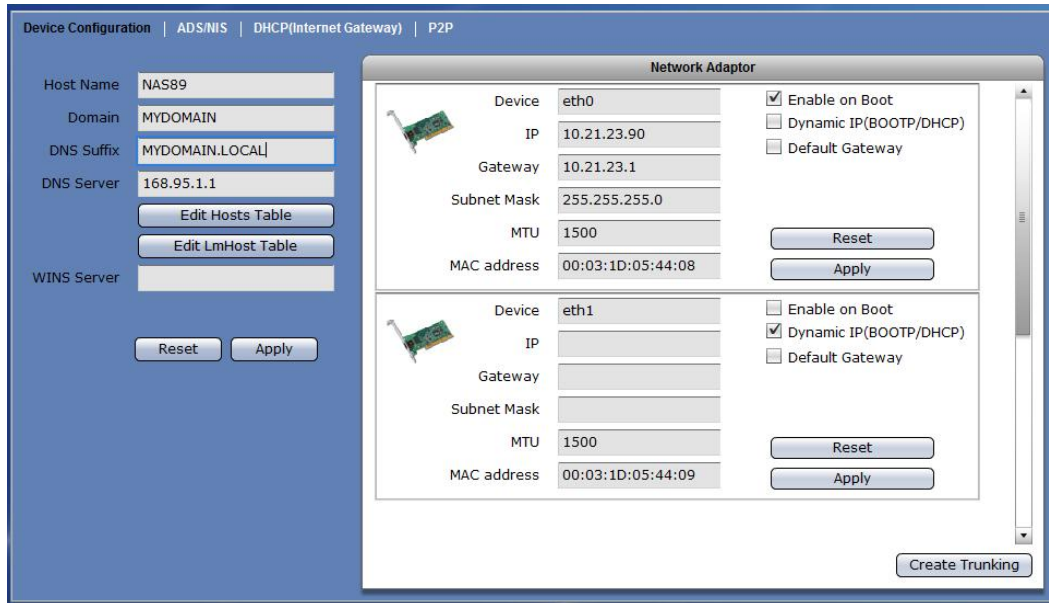 Device Configuration | ADS/NIS | DHCP(Internet Gateway) | P2P
Host Name NAS89
Domain MYDOMAIN
DNS Suffix MYDOMAIN.LOCAL
DNS Server 168.95.1.1
Edit Hosts Table
Edit LmHost Table
WINS Server
Reset Apply
Network Adaptor
Device eth0 Enable on Boot
IP 10.21.23.90 Dynamic IP(BOOTP/DHCP)
Default Gateway
Gateway 10.21.23.1
Subnet Mask 255.255.255.0
MTU 1500 Reset
MAC address 00:03:1D:05:44:08 Apply
Device eth1 Enable on Boot
IP Dynamic IP(BOOTP/DHCP)
Default Gateway
Gateway
Subnet Mask
MTU 1500 Reset
MAC address 00:03:1D:05:44:09 Apply
Create Trunking